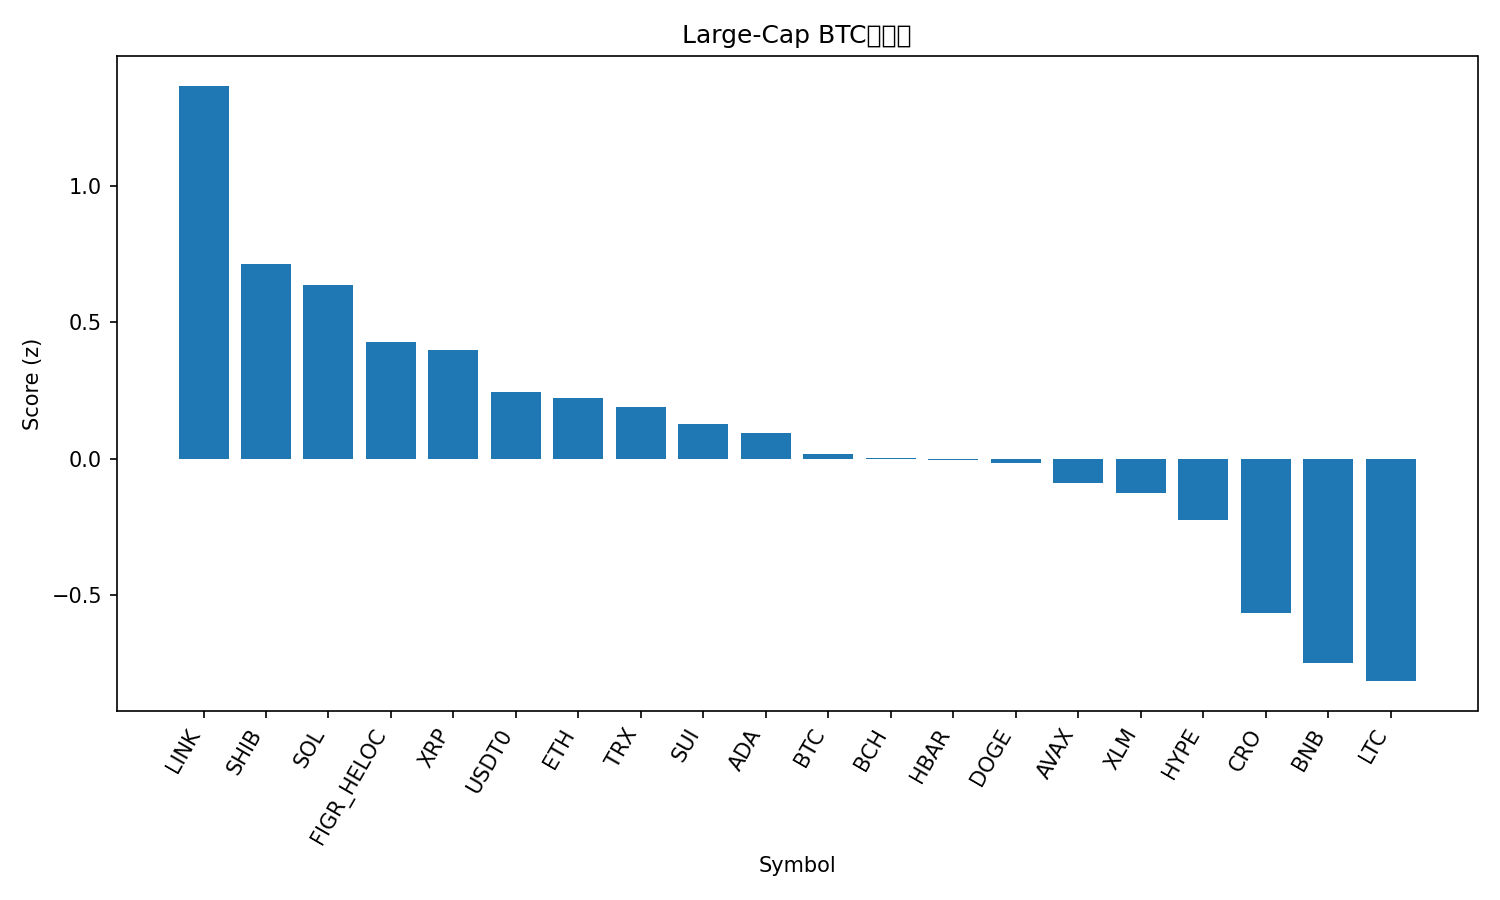 Large-Cap BTC
1.0
0.5
0.0
−0.5
Score (z)
LINK
SHIB
SOL
FIGR_HELOC
XRP
USDT0
ETH
TRX
SUI
ADA
BTC
BCH
HBAR
DOGE
AVAX
XLM
HYPE
CRO
BNB
LTC
Symbol